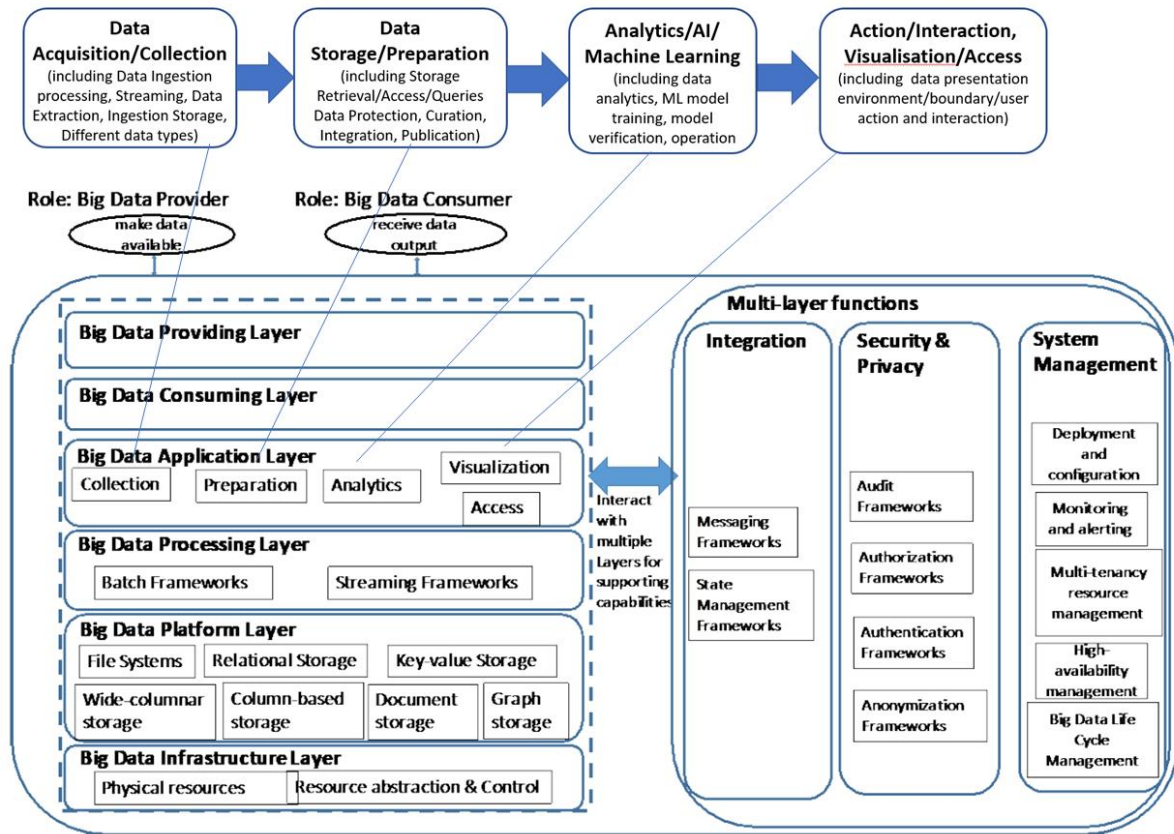 Data
Acquisition/Collection
(including Data Ingestion
processing, Streaming, Data
Extraction, Ingestion Storage,
Different data types)
Data
Storage/Preparation
(including Storage
Retrieval/Access/Queries
Data Protection, Curation,
Integration, Publication)
Analytics/AI/
Machine Learning
(including data
analytics, ML model
training, model
verification, operation
Action/Interaction,
Visualisation/Access
(including data presentation
environment/boundary/user
action and interaction)
Role: Big Data Provider
make data
available
Role: Big Data Consumer
receive data
output
Big Data Providing Layer
Big Data Consuming Layer
Big Data Application Layer
Collection
Preparation
Analytics
Visualization
Access
Big Data Processing Layer
Batch Frameworks
Streaming Frameworks
Big Data Platform Layer
File Systems
Relational Storage
Key-value Storage
Wide-columnar
storage
Column-based
storage
Document
storage
Graph
storage
Big Data Infrastructure Layer
Physical resources
Resource abstraction & Control
Interact
with
multiple
Layers for
supporting
capabilities
Multi-layer functions
Integration
Messaging
Frameworks
State
Management
Frameworks
Security &
Privacy
Audit
Frameworks
Authorization
Frameworks
Authentication
Frameworks
Anonymization
Frameworks
System
Management
Deployment
and
configuration
Monitoring
and alerting
Multi-tenancy
resource
management
High-
availability
management
Big Data Life
Cycle
Management